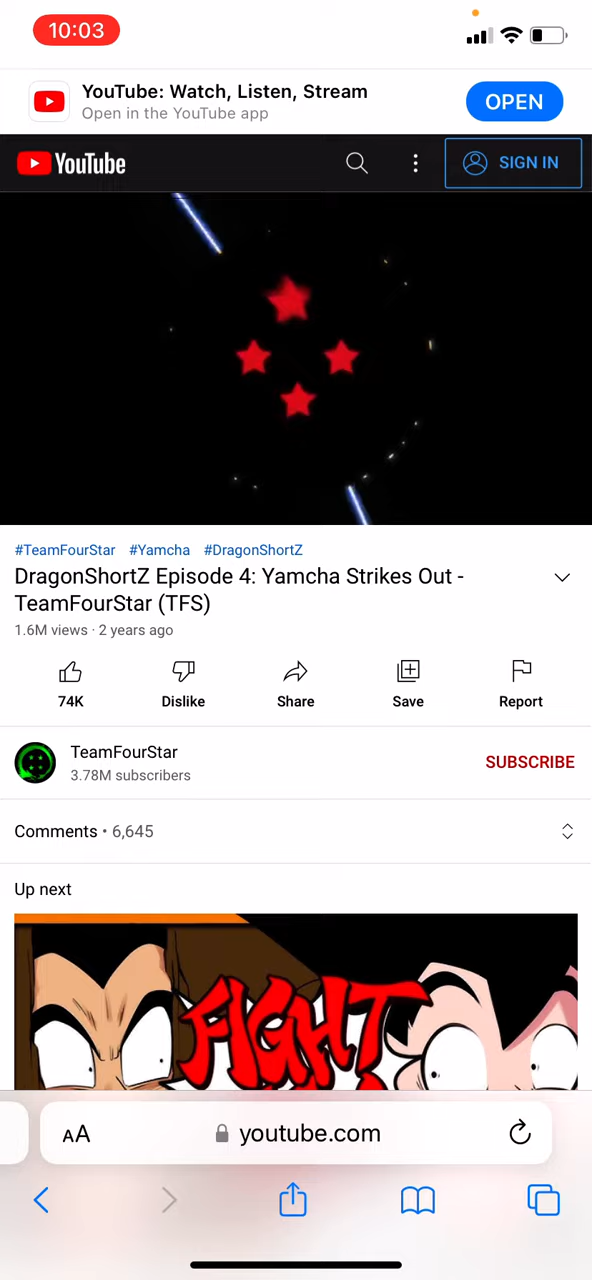 10:03
YouTube: Watch, Listen, Stream
Open in the YouTube app
OPEN
YouTube
SIGN IN
#TeamFourStar #Yamcha #DragonShortZ
DragonShortZ Episode 4: Yamcha Strikes Out -
TeamFourStar (TFS)
1.6M views · 2 years ago
74K
Dislike
Share
Save
Report
TeamFourStar
3.78M subscribers
SUBSCRIBE
Comments • 6,645
Up next
FIGHT
AA
youtube.com